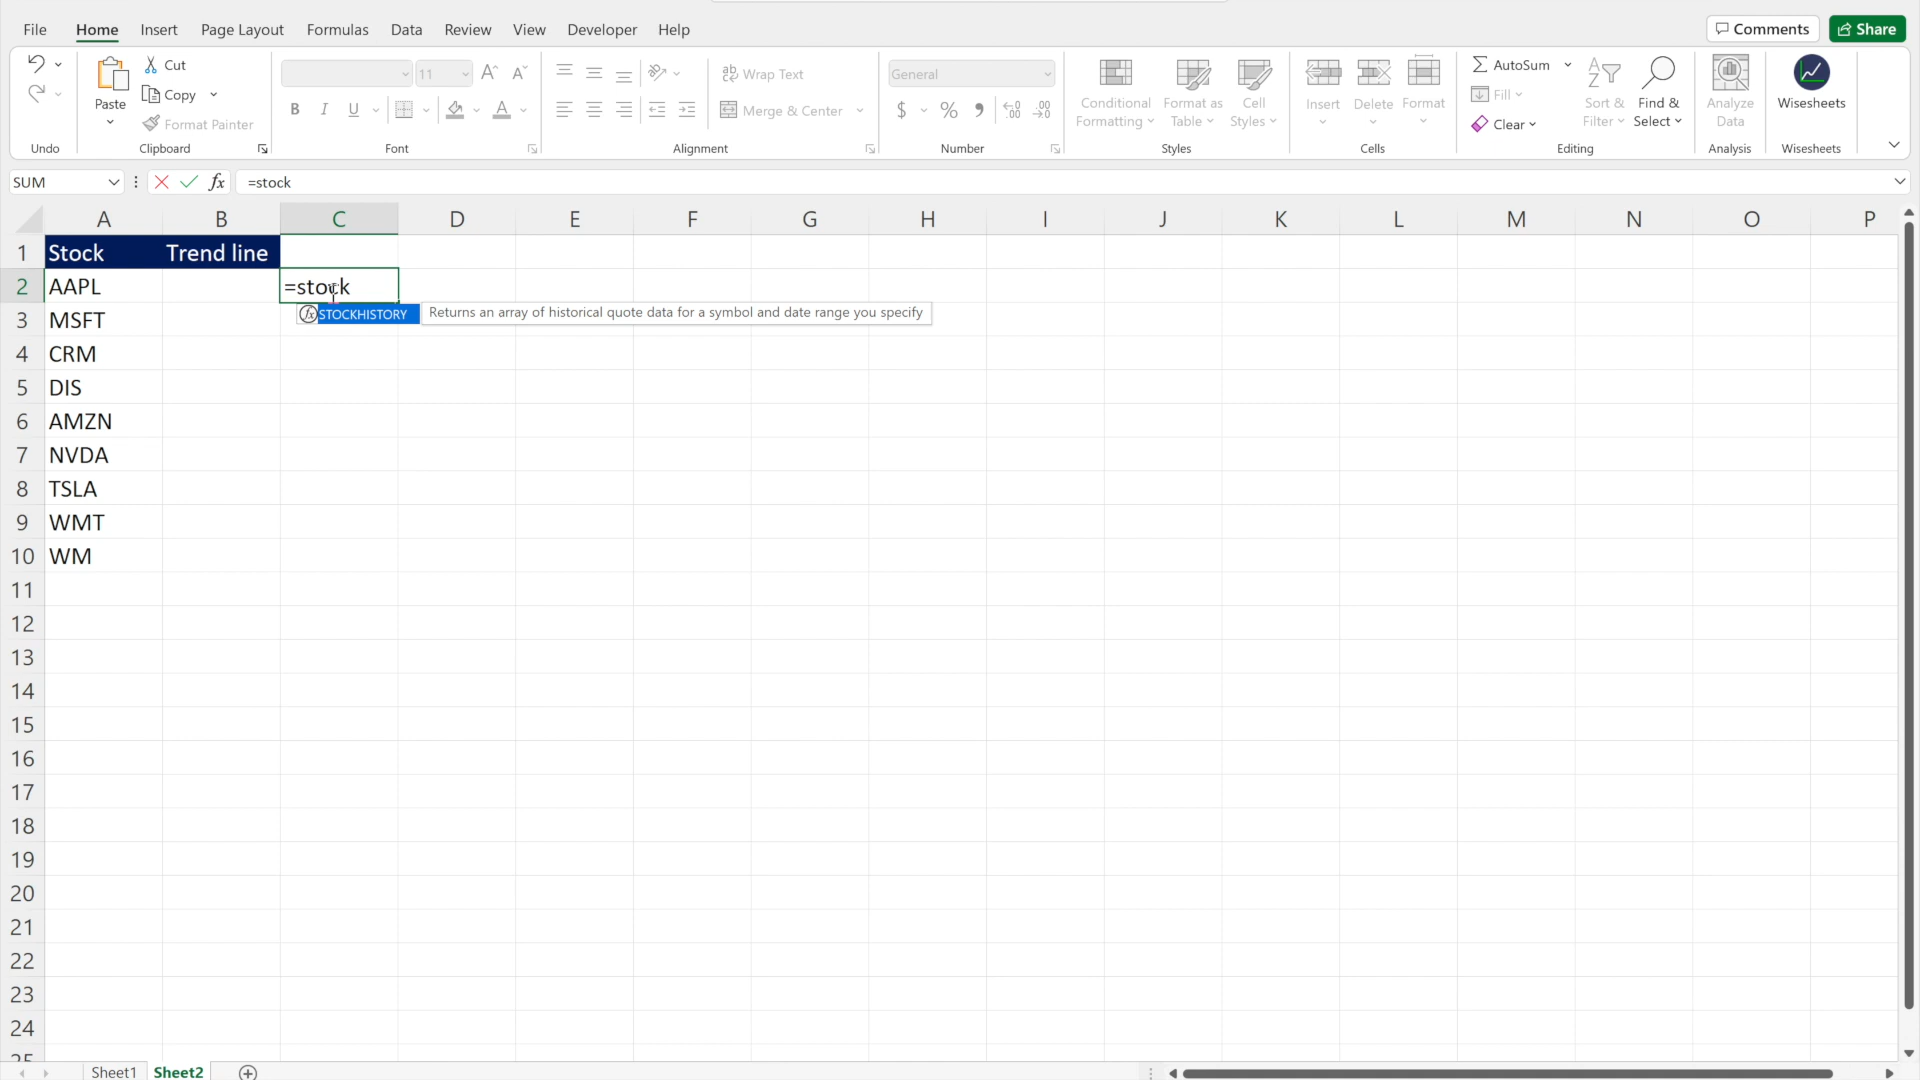 File Home Insert Page Layout Formulas Data Review View Developer Help Comments Share
Cut
Copy
Format Painter
Paste
11
B I U A
Wrap Text
Merge & Center
General
$ % 9 .00
Conditional Formatting
Format as Table
Cell Styles
Insert Delete Format
AutoSum
Fill
Clear
Sort & Filter
Find & Select
Analyze Data
Wisesheets
Undo Clipboard Font Alignment Number Styles Cells Editing Analysis Wisesheets
SUM fx =stock
A B C D E F G H I J K L M N O P
1 Stock Trend line
2 AAPL =stock
fx STOCKHISTORY Returns an array of historical quote data for a symbol and date range you specify
3 MSFT
4 CRM
5 DIS
6 AMZN
7 NVDA
8 TSLA
9 WMT
10 WM
11
12
13
14
15
16
17
18
19
20
21
22
23
24
25
Sheet1 Sheet2